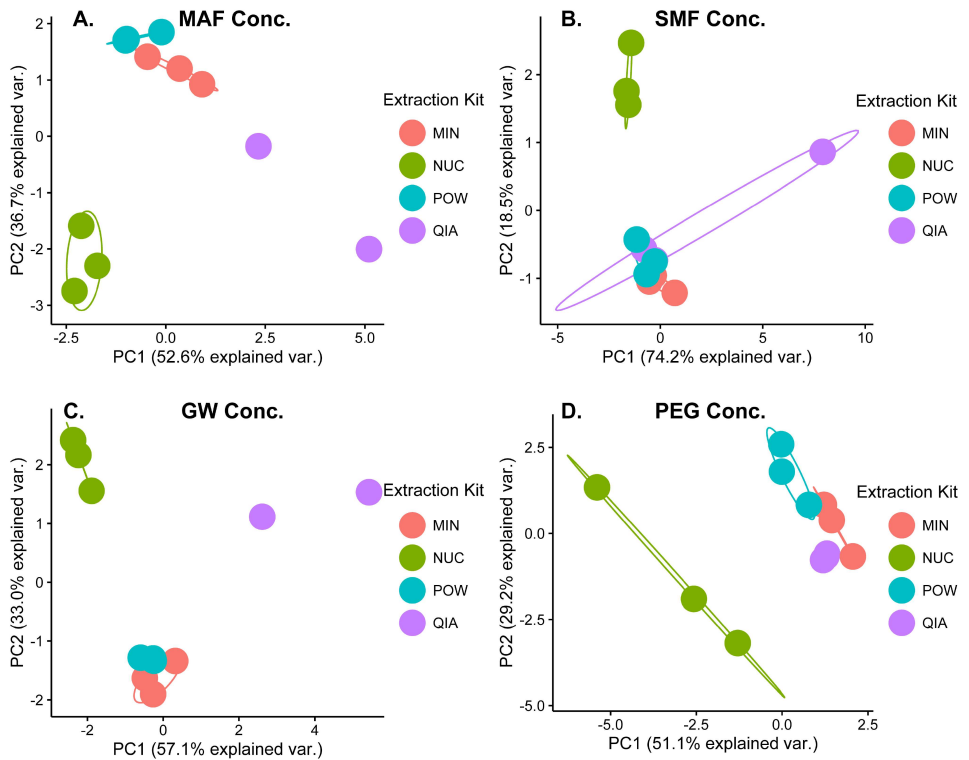 A. MAF Conc.
2
1
0
-1
-2
-3
PC2 (36.7% explained var.)
-2.5 0.0 2.5 5.0
PC1 (52.6% explained var.)
Extraction Kit
MIN
NUC
POW
QIA
B. SMF Conc.
2
1
0
-1
PC2 (18.5% explained var.)
-5 0 5 10
PC1 (74.2% explained var.)
Extraction Kit
MIN
NUC
POW
QIA
C. GW Conc.
2
1
0
-1
-2
PC2 (33.0% explained var.)
-2 0 2 4
PC1 (57.1% explained var.)
Extraction Kit
MIN
NUC
POW
QIA
D. PEG Conc.
2.5
0.0
-2.5
-5.0
PC2 (29.2% explained var.)
-5.0 -2.5 0.0 2.5
PC1 (51.1% explained var.)
Extraction Kit
MIN
NUC
POW
QIA